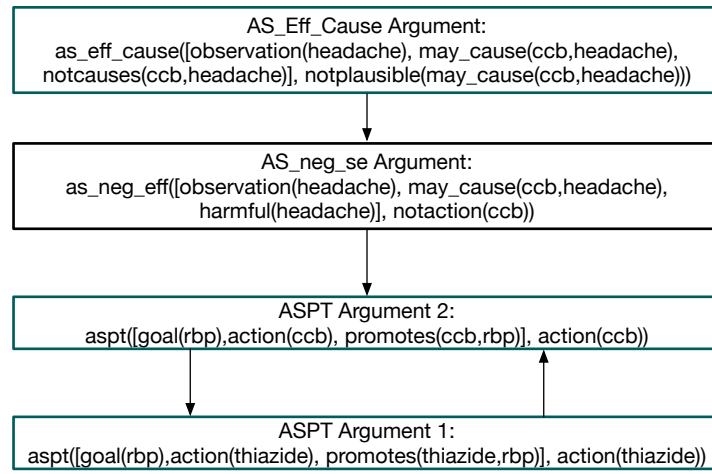 AS_Eff_Cause Argument:
as_eff_cause([observation(headache), may_cause(ccb,headache),
notcauses(ccb,headache)], notplausible(may_cause(ccb,headache)))
AS_neg_se Argument:
as_neg_eff([observation(headache), may_cause(ccb,headache),
harmful(headache)], notaction(ccb))
ASPT Argument 2:
aspt([goal(rbp),action(ccb), promotes(ccb,rbp)], action(ccb))
ASPT Argument 1:
aspt([goal(rbp),action(thiazide), promotes(thiazide,rbp)], action(thiazide))